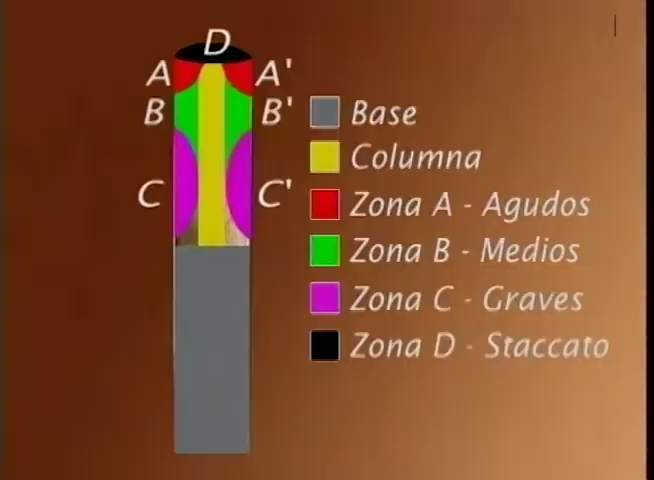 D
A A'
B B'
C C'
Base
Columna
Zona A - Agudos
Zona B - Medios
Zona C - Graves
Zona D - Staccato